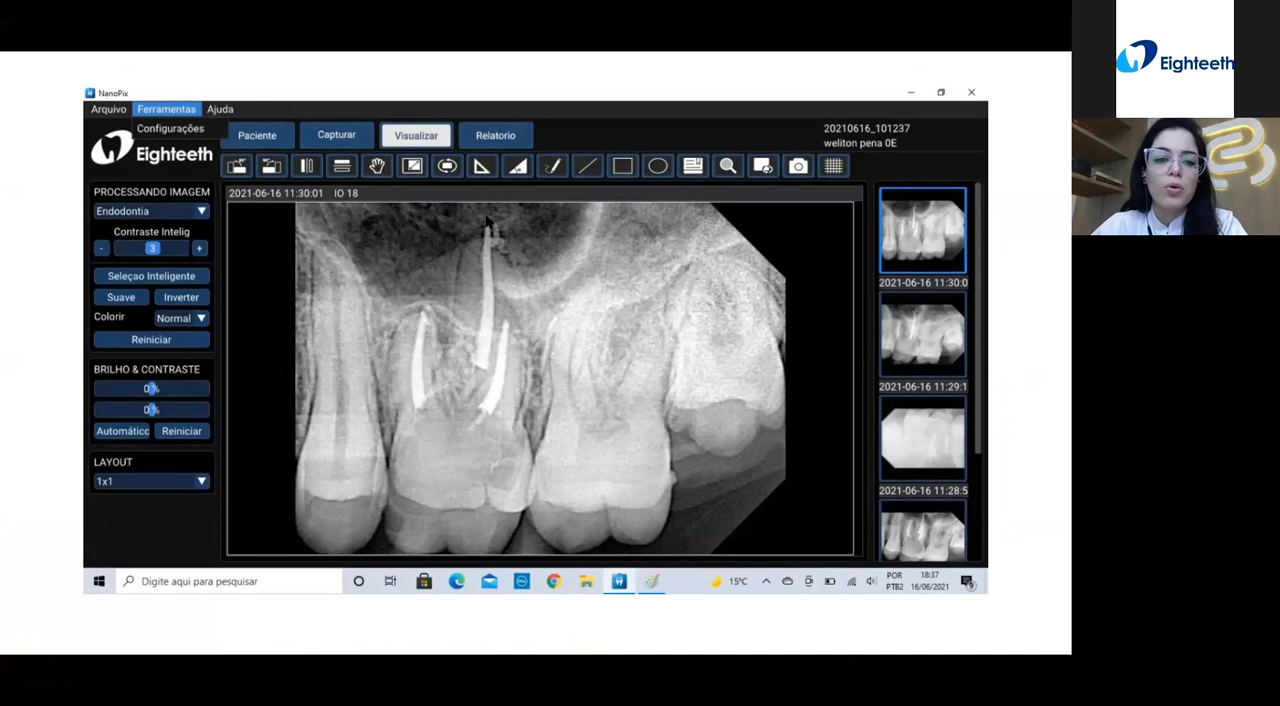 Eighteeth
NanoPix
Arquivo Ferramentas Ajuda
Configurações
Eighteeth
Paciente Capturar Visualizar Relatorio
20210616_101237
weliton pena 0E
PROCESSANDO IMAGEM
Endodontia
Contraste Intelig
- 3 +
Seleçao Inteligente
Suave Inverter
Colorir Normal
Reiniciar
BRILHO & CONTRASTE
0%
0%
Automático Reiniciar
LAYOUT
1x1
2021-06-16 11:30:01 IO 18
2021-06-16 11:30:0
2021-06-16 11:29:1
2021-06-16 11:28:5
Digite aqui para pesquisar
15°C
POR
PTB2
18:37
16/06/2021